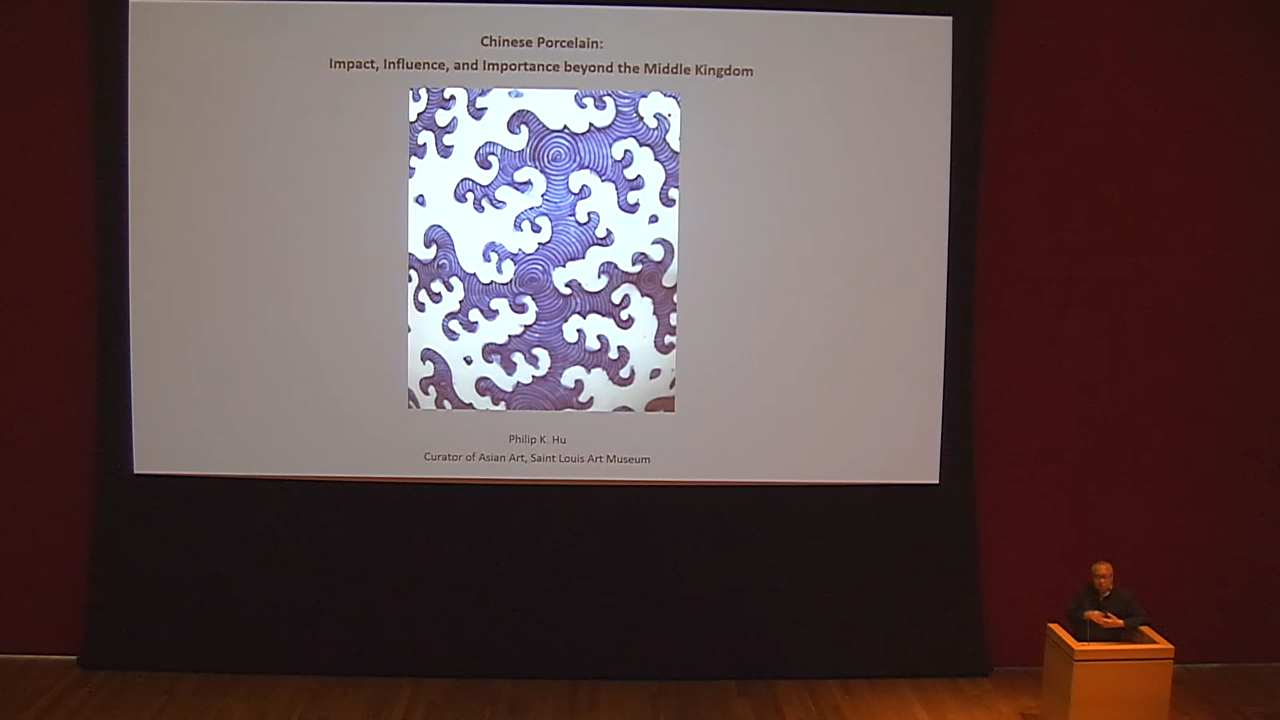 Chinese Porcelain:
Impact, Influence, and Importance beyond the Middle Kingdom
Philip K. Hu
Curator of Asian Art, Saint Louis Art Museum